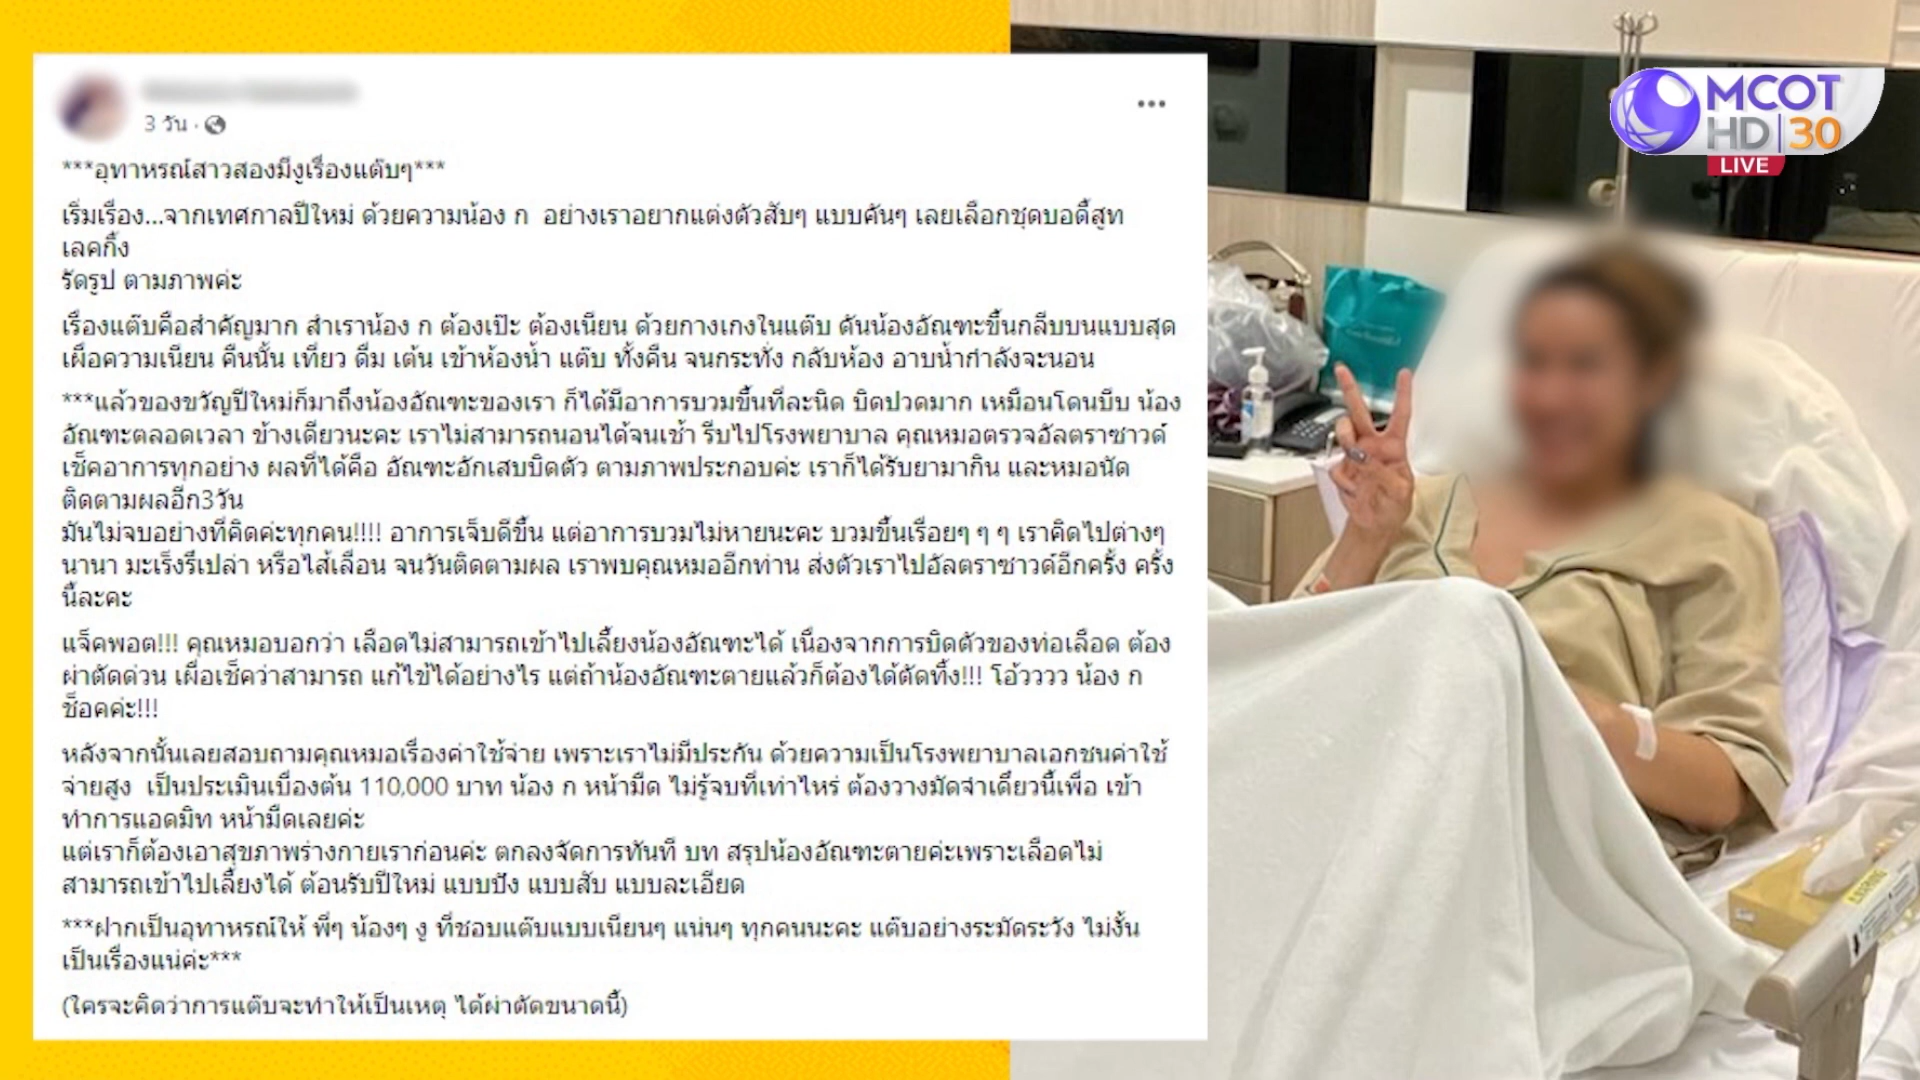 3 วัน ·
***อุทาหรณ์สาวสองมีงูเรื่องแต๊บๆ***
เริ่มเรื่อง...จากเทศกาลปีใหม่ ด้วยความน้อง ก อย่างเราอยากแต่งตัวสับๆ แบบคันๆ เลยเลือกชุดบอดี้สูท
เลคกิ้ง
รัดรูป ตามภาพค่ะ
เรื่องแต๊บคือสำคัญมาก สำเราน้อง ก ต้องเป๊ะ ต้องเนียน ด้วยกางเกงในแต๊บ ดันน้องอัณฑะขึ้นกลีบบนแบบสุด
เผื่อความเนียน คืนนั้น เที่ยว ดื่ม เต้น เข้าห้องน้ำ แต๊บ ทั้งคืน จนกระทั่ง กลับห้อง อาบน้ำกำลังจะนอน
***แล้วของขวัญปีใหม่ก็มาถึงน้องอัณฑะของเรา ก็ได้มีอาการบวมขึ้นที่ละนิด บิดปวดมาก เหมือนโดนบีบ น้อง
อัณฑะตลอดเวลา ข้างเดียวนะคะ เราไม่สามารถนอนได้จนเช้า รีบไปโรงพยาบาล คุณหมอตรวจอัลตราซาวด์
เช็คอาการทุกอย่าง ผลที่ได้คือ อัณฑะอักเสบบิดตัว ตามภาพประกอบค่ะ เราก็ได้รับยามากิน และหมอนัด
ติดตามผลอีก3วัน
มันไม่จบอย่างที่คิดค่ะทุกคน!!!! อาการเจ็บดีขึ้น แต่อาการบวมไม่หายนะคะ บวมขึ้นเรื่อยๆ ๆ ๆ เราคิดไปต่างๆ
นานา มะเร็งรึเปล่า หรือไส้เลื่อน จนวันติดตามผล เราพบคุณหมออีกท่าน ส่งตัวเราไปอัลตราซาวด์อีกครั้ง ครั้ง
นี้ละคะ
แจ็คพอต!!! คุณหมอบอกว่า เลือดไม่สามารถเข้าไปเลี้ยงน้องอัณฑะได้ เนื่องจากการบิดตัวของท่อเลือด ต้อง
ผ่าตัดด่วน เผื่อเช็คว่าสามารถ แก้ไข้ได้อย่างไร แต่ถ้าน้องอัณฑะตายแล้วก็ต้องได้ตัดทิ้ง!!! โอ้วววว น้อง ก
ช็อคค่ะ!!!
หลังจากนั้นเลยสอบถามคุณหมอเรื่องค่าใช้จ่าย เพราะเราไม่มีประกัน ด้วยความเป็นโรงพยาบาลเอกชนค่าใช้
จ่ายสูง เป็นประเมินเบื่องต้น 110,000 บาท น้อง ก หน้ามืด ไม่รู้จบที่เท่าไหร่ ต้องวางมัดจำเดี๋ยวนี้เพื่อ เข้า
ทำการแอดมิท หน้ามืดเลยค่ะ
แต่เราก็ต้องเอาสุขภาพร่างกายเราก่อนค่ะ ตกลงจัดการทันที บท สรุปน้องอัณฑะตายค่ะเพราะเลือดไม่
สามารถเข้าไปเลี้ยงได้ ต้อนรับปีใหม่ แบบปัง แบบสับ แบบละเอียด
***ฝากเป็นอุทาหรณ์ให้ พี่ๆ น้องๆ งู ที่ชอบแต๊บแบบเนียนๆ แน่นๆ ทุกคนนะคะ แต๊บอย่างระมัดระวัง ไม่งั้น
เป็นเรื่องแน่ค่ะ***
(ใครจะคิดว่าการแต๊บจะทำให้เป็นเหตุ ได้ผ่าตัดขนาดนี้)
MCOT
HD 30
LIVE
WARNING